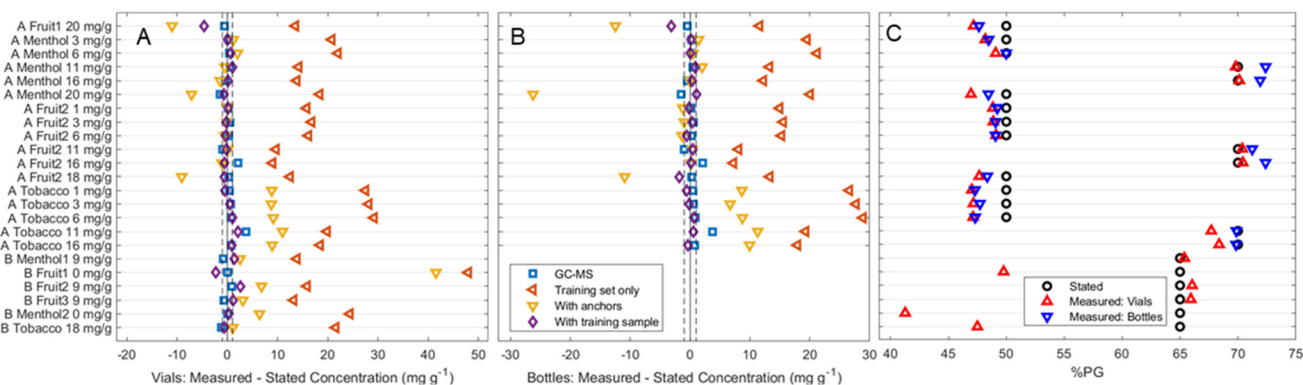 A
B
C
A Fruit1 20 mg/g
A Menthol 3 mg/g
A Menthol 6 mg/g
A Menthol 11 mg/g
A Menthol 16 mg/g
A Menthol 20 mg/g
A Fruit2 1 mg/g
A Fruit2 3 mg/g
A Fruit2 6 mg/g
A Fruit2 11 mg/g
A Fruit2 16 mg/g
A Fruit2 18 mg/g
A Tobacco 1 mg/g
A Tobacco 3 mg/g
A Tobacco 6 mg/g
A Tobacco 11 mg/g
A Tobacco 16 mg/g
B Menthol1 9 mg/g
B Fruit1 0 mg/g
B Fruit2 9 mg/g
B Fruit3 9 mg/g
B Menthol2 0 mg/g
B Tobacco 18 mg/g
-20 -10 0 10 20 30 40 50
Vials: Measured - Stated Concentration (mg g⁻¹)
GC-MS
Training set only
With anchors
With training sample
-30 -20 -10 0 10 20 30
Bottles: Measured - Stated Concentration (mg g⁻¹)
Stated
Measured: Vials
Measured: Bottles
40 45 50 55 60 65 70 75
%PG